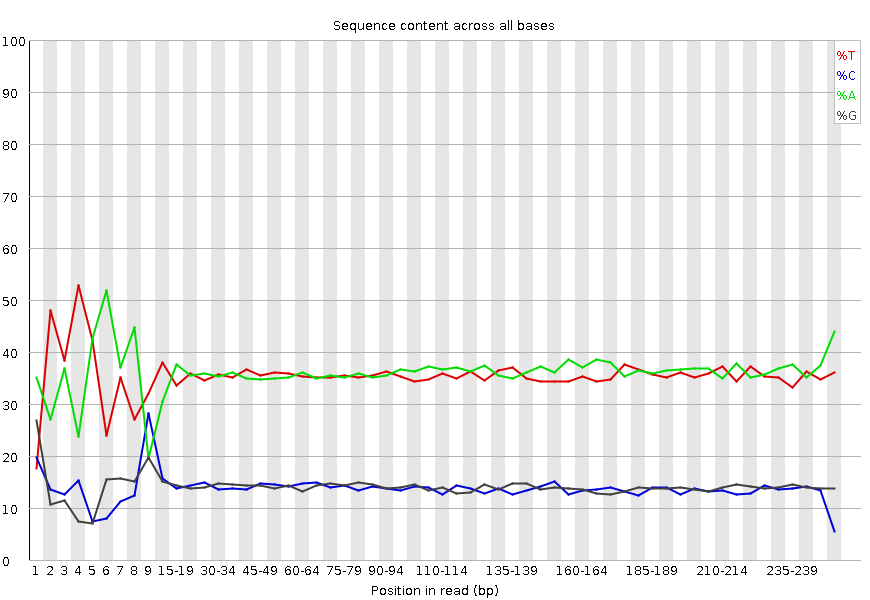 Sequence content across all bases
100
90
80
70
60
50
40
30
20
10
0
%T
%C
%A
%G
1 2 3 4 5 6 7 8 9 15-19 30-34 45-49 60-64 75-79 90-94 110-114 135-139 160-164 185-189 210-214 235-239
Position in read (bp)